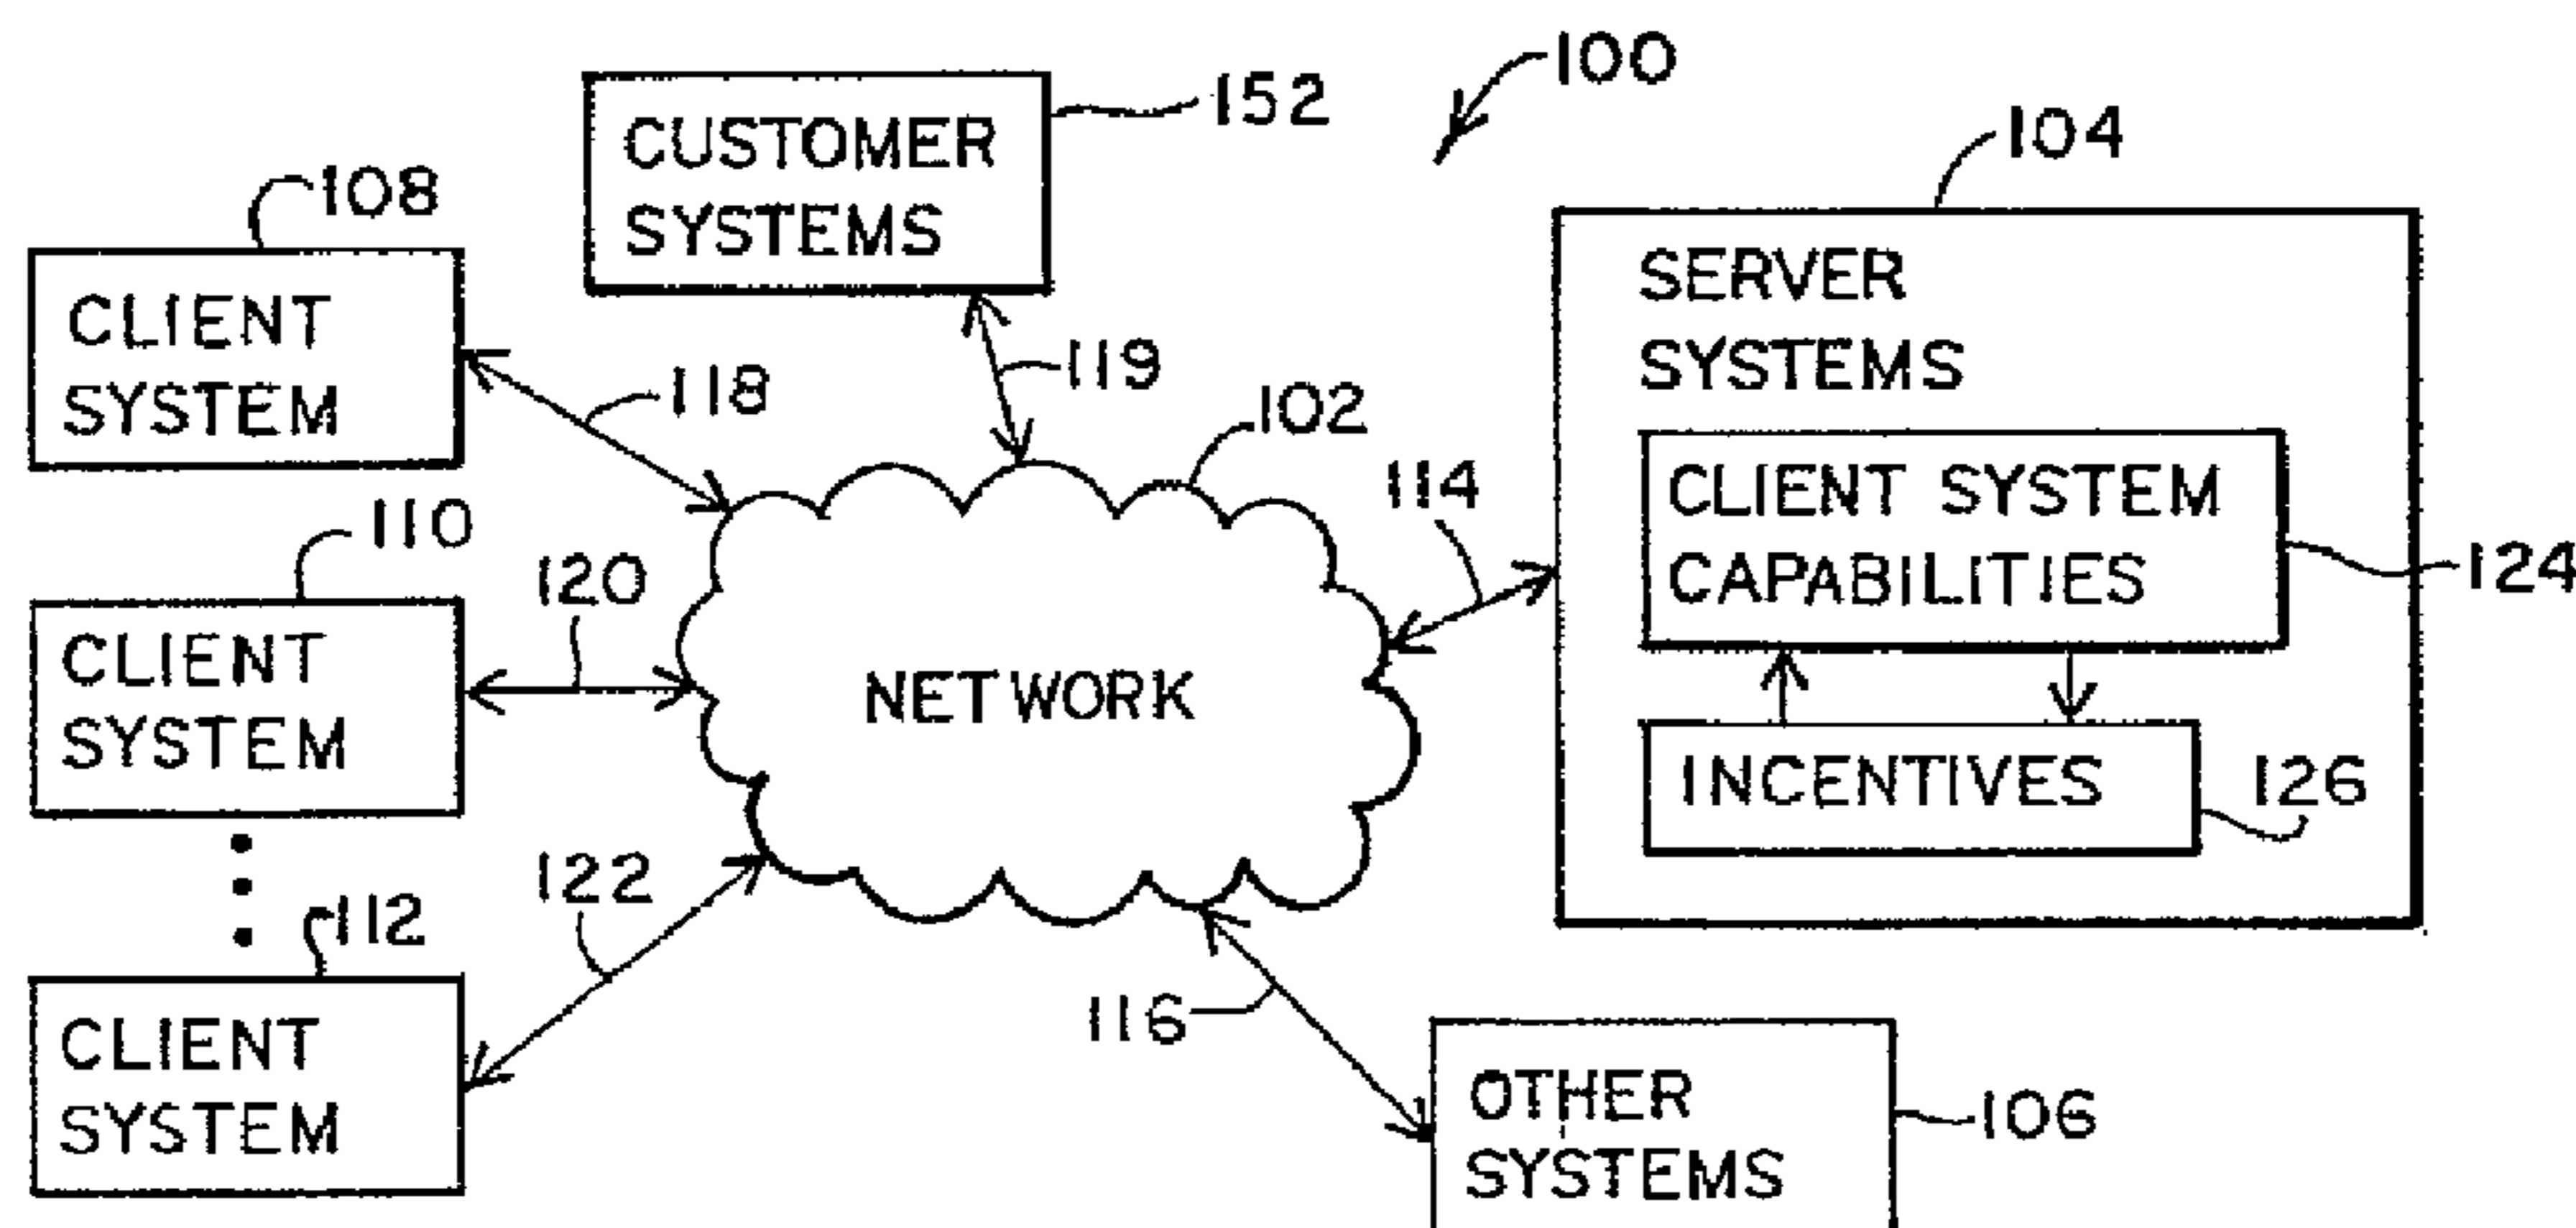 100
152
CUSTOMER
SYSTEMS
104
108
CLIENT
SYSTEM
SERVER
SYSTEMS
119
118
102
114
CLIENT SYSTEM
CAPABILITIES
124
110
120
CLIENT
SYSTEM
NETWORK
INCENTIVES
126
122
112
CLIENT
SYSTEM
116
OTHER
SYSTEMS
106